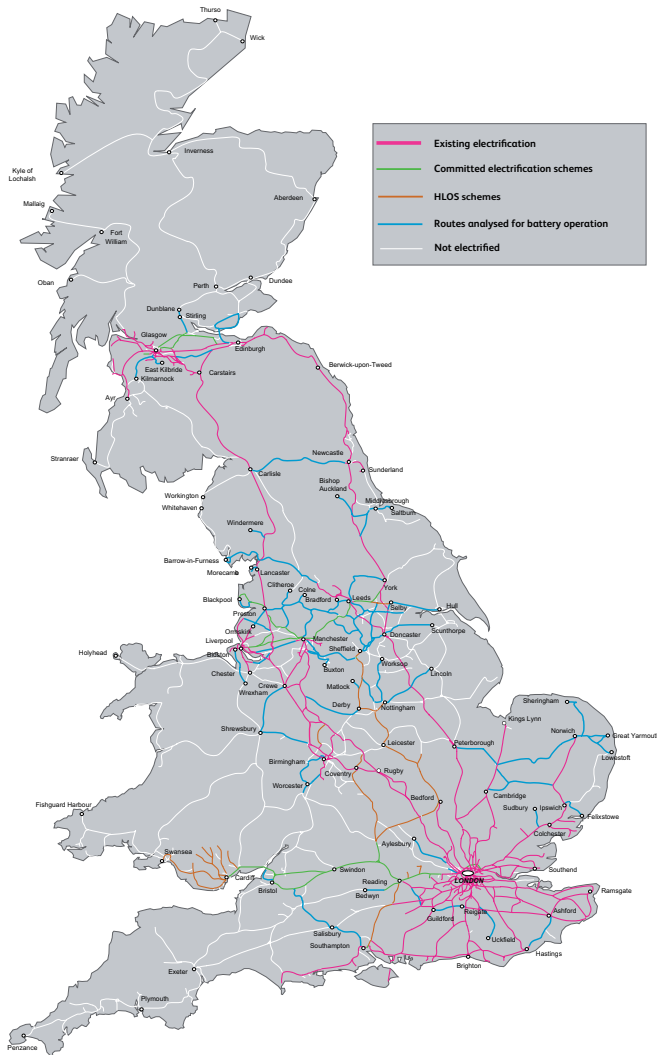 Thurso
Wick
Existing electrification
Committed electrification schemes
HLOS schemes
Routes analysed for battery operation
Not electrified
Inverness
Kyle of
Lochalsh
Mallaig
Aberdeen
Fort
William
Oban
Perth
Dundee
Dunblane
Stirling
Glasgow
Edinburgh
East Kilbride
Kilmarnock
Carstairs
Berwick-upon-Tweed
Ayr
Stranraer
Newcastle
Sunderland
Carlisle
Bishop
Auckland
Workington
Whitehaven
Middlesbrough
Saltburn
Windermere
Barrow-in-Furness
Morecambe
Lancaster
Clitheroe
Colne
York
Blackpool
Bradford
Leeds
Preston
Selby
Hull
Ormskirk
Manchester
Doncaster
Scunthorpe
Liverpool
Bidston
Sheffield
Holyhead
Chester
Crewe
Buxton
Worksop
Lincoln
Wrexham
Matlock
Derby
Nottingham
Sheringham
Kings Lynn
Shrewsbury
Leicester
Peterborough
Norwich
Great Yarmouth
Lowestoft
Birmingham
Coventry
Rugby
Worcester
Cambridge
Bedford
Sudbury
Ipswich
Felixstowe
Fishguard Harbour
Colchester
Aylesbury
Swansea
Cardiff
Swindon
Bristol
Reading
Bedwyn
LONDON
Southend
Ramsgate
Guildford
Reigate
Ashford
Salisbury
Southampton
Uckfield
Hastings
Brighton
Exeter
Plymouth
Penzance